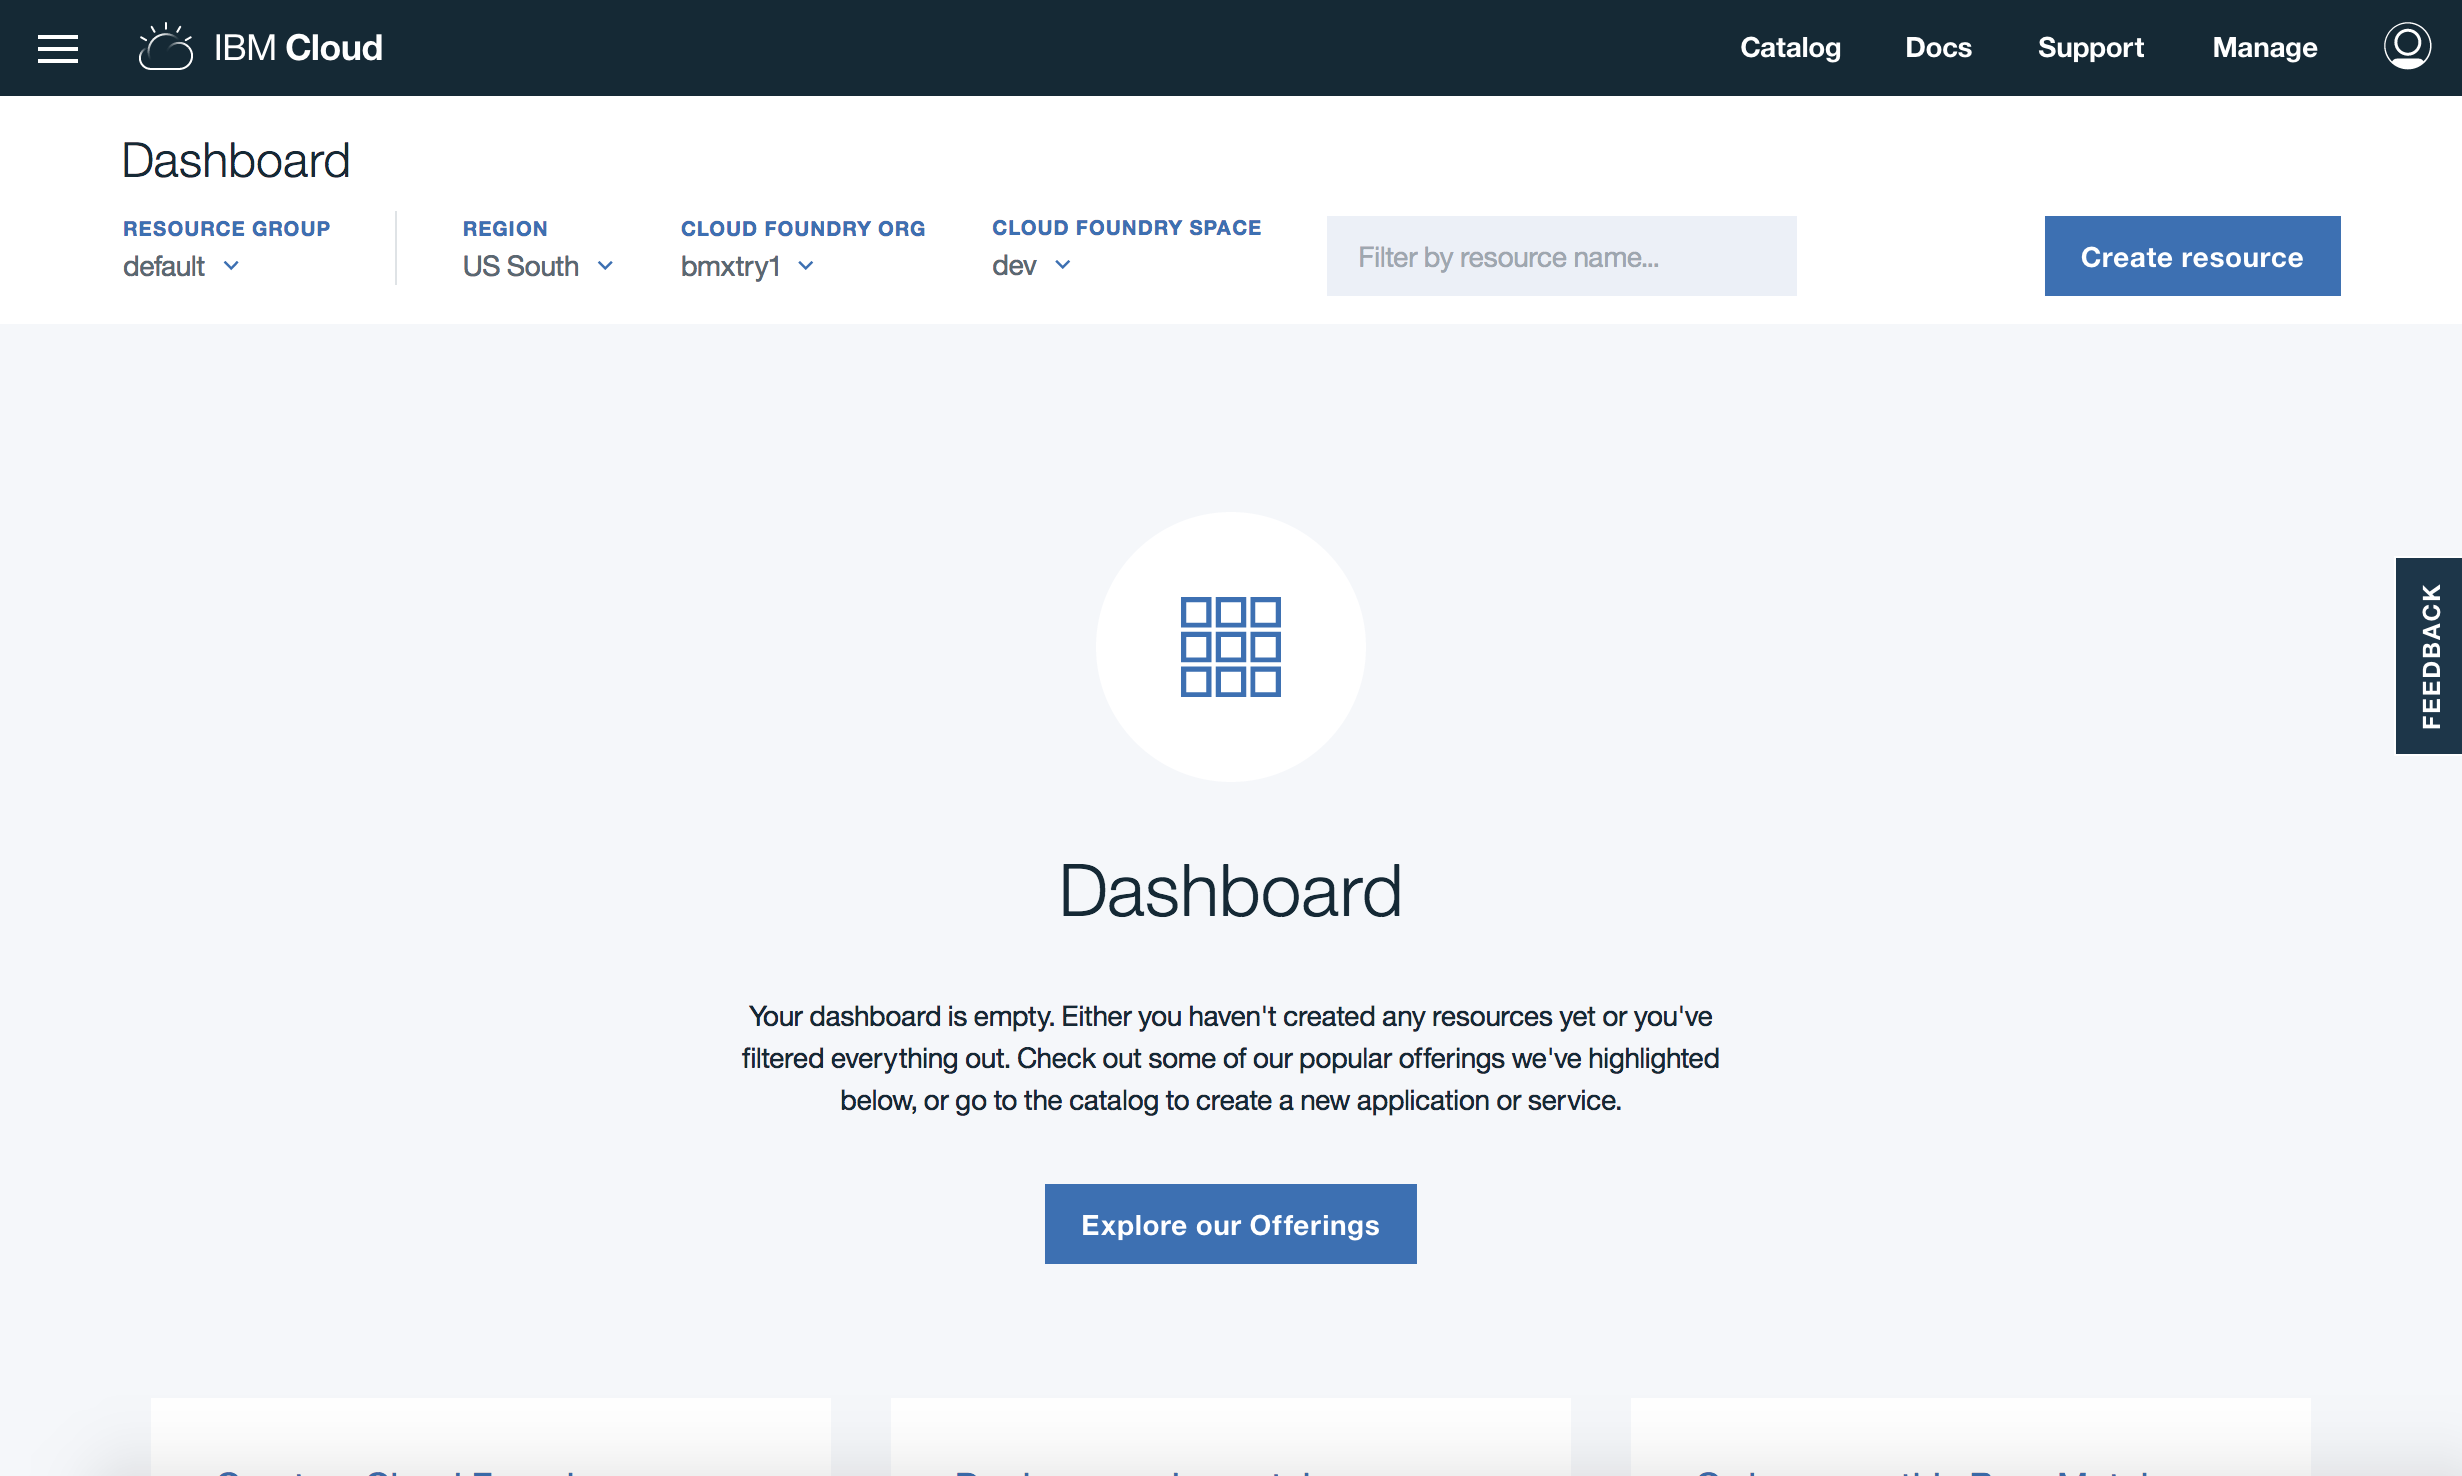 IBM Cloud
Catalog
Docs
Support
Manage
Dashboard
RESOURCE GROUP
default
REGION
US South
CLOUD FOUNDRY ORG
bmxtry1
CLOUD FOUNDRY SPACE
dev
Filter by resource name...
Create resource
FEEDBACK
Dashboard
Your dashboard is empty. Either you haven't created any resources yet or you've
filtered everything out. Check out some of our popular offerings we've highlighted
below, or go to the catalog to create a new application or service.
Explore our Offerings